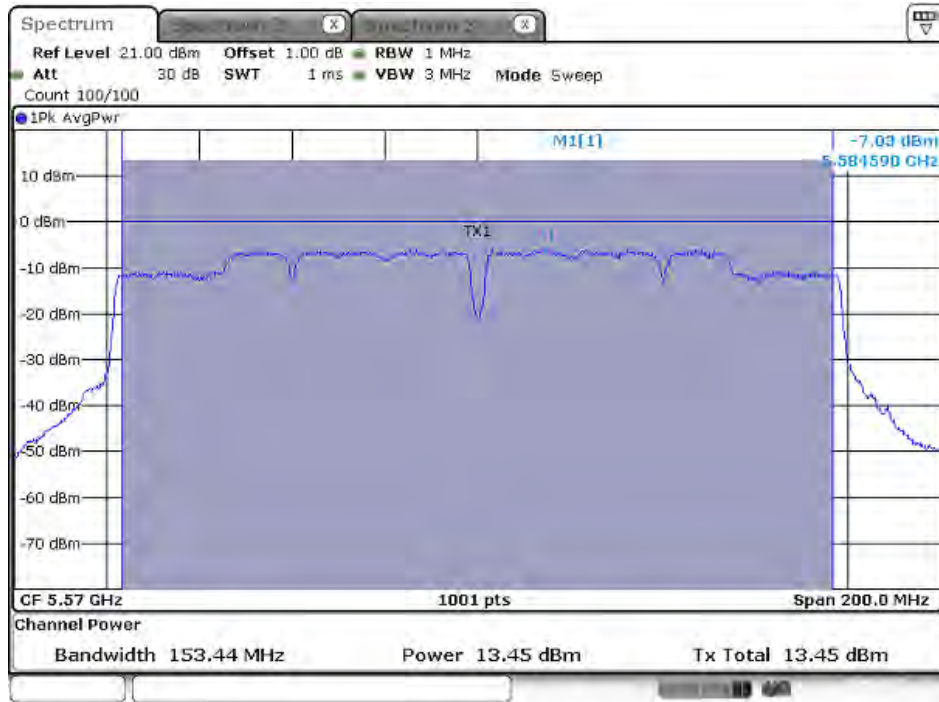 Spectrum X X
Ref Level 21.00 dBm Offset 1.00 dB RBW 1 MHz
Att 30 dB SWT 1 ms VBW 3 MHz Mode Sweep
Count 100/100
1Pk AvgPwr
M1[1] -7.03 dBm
5.584590 GHz
10 dBm
0 dBm
TX1
-10 dBm
-20 dBm
-30 dBm
-40 dBm
-50 dBm
-60 dBm
-70 dBm
CF 5.57 GHz 1001 pts Span 200.0 MHz
Channel Power
Bandwidth 153.44 MHz Power 13.45 dBm Tx Total 13.45 dBm